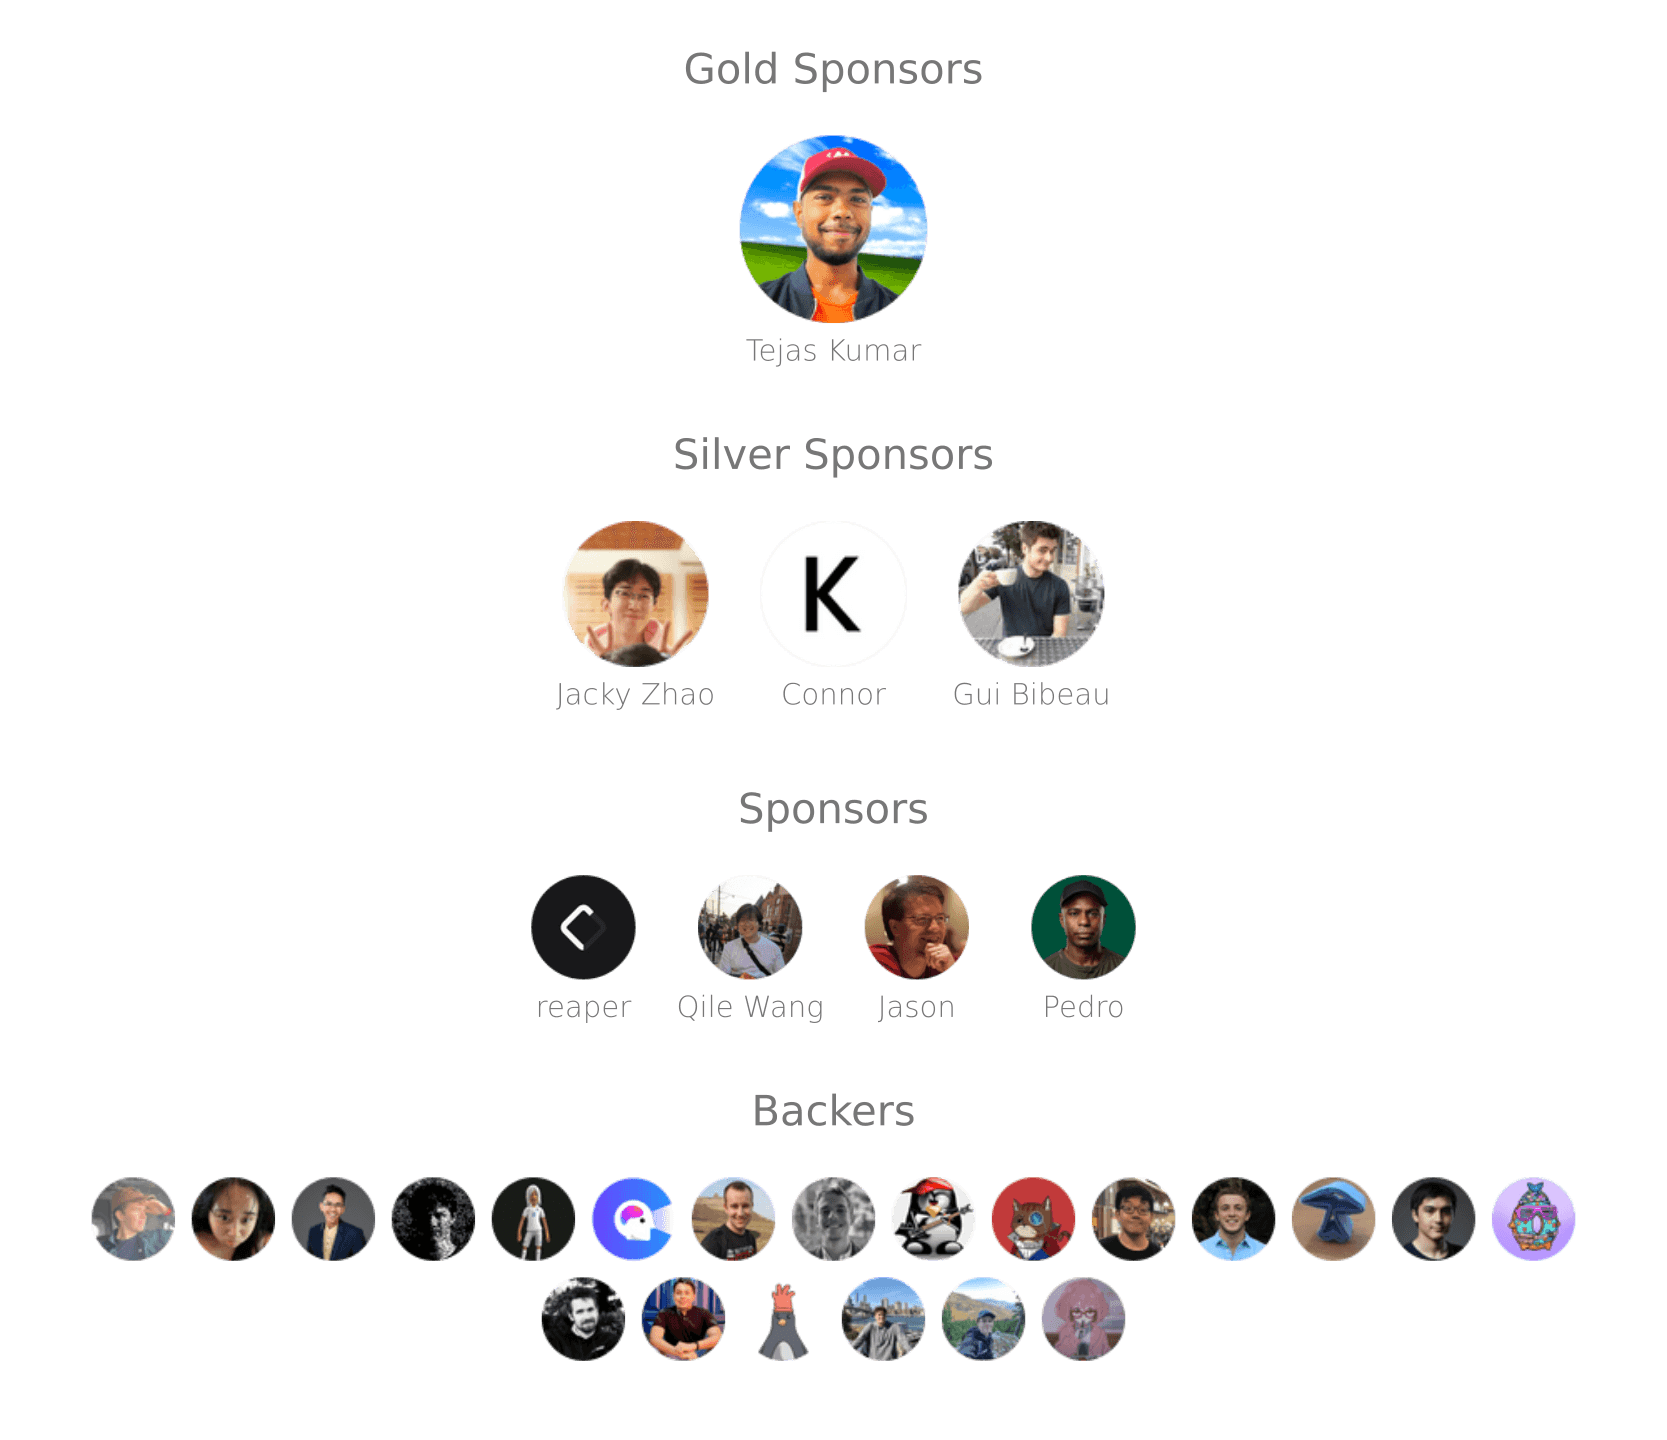 Gold Sponsors
Tejas Kumar
Silver Sponsors
K
Jacky Zhao Connor Gui Bibeau
Sponsors
reaper Qile Wang Jason Pedro
Backers